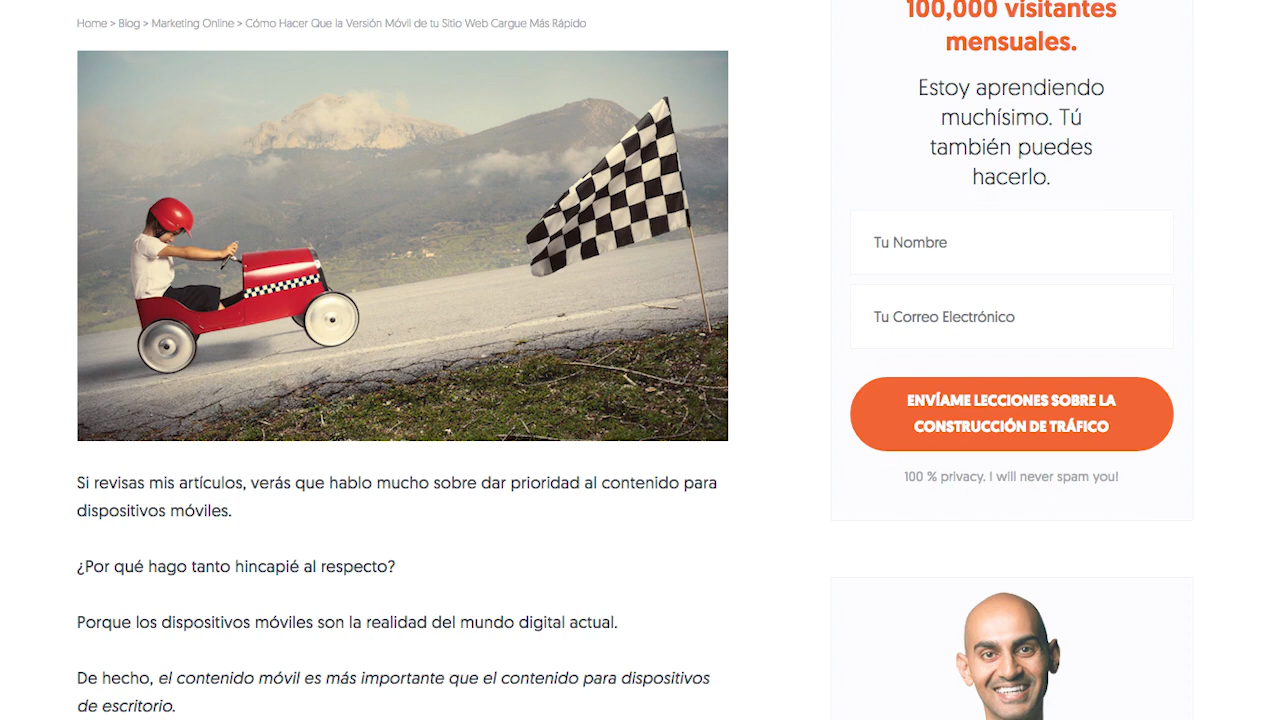 Home > Blog > Marketing Online > Cómo Hacer Que la Versión Móvil de tu Sitio Web Cargue Más Rápido
Si revisas mis artículos, verás que hablo mucho sobre dar prioridad al contenido para
dispositivos móviles.
¿Por qué hago tanto hincapié al respecto?
Porque los dispositivos móviles son la realidad del mundo digital actual.
De hecho, el contenido móvil es más importante que el contenido para dispositivos
de escritorio.
100,000 visitantes
mensuales.
Estoy aprendiendo
muchísimo. Tú
también puedes
hacerlo.
Tu Nombre
Tu Correo Electrónico
ENVÍAME LECCIONES SOBRE LA
CONSTRUCCIÓN DE TRÁFICO
100 % privacy. I will never spam you!